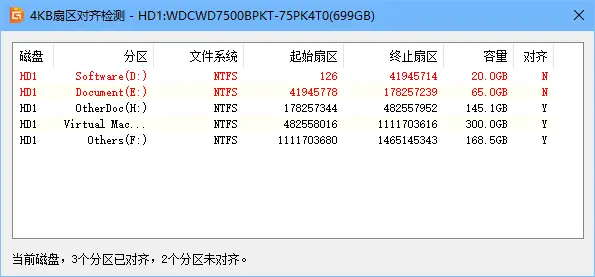 4KB扇区对齐检测 - HD1:WDCWD7500BPKT-75PK4T0(699GB)
磁盘 分区 文件系统 起始扇区 终止扇区 容量 对齐
HD1 Software(D:) NTFS 126 41945714 20.0GB N
HD1 Document(E:) NTFS 41945778 178257239 65.0GB N
HD1 OtherDoc(H:) NTFS 178257344 482557952 145.1GB Y
HD1 Virtual Mac... NTFS 482558016 1111703616 300.0GB Y
HD1 Others(F:) NTFS 1111703680 1465145343 168.5GB Y
当前磁盘，3个分区已对齐，2个分区未对齐。